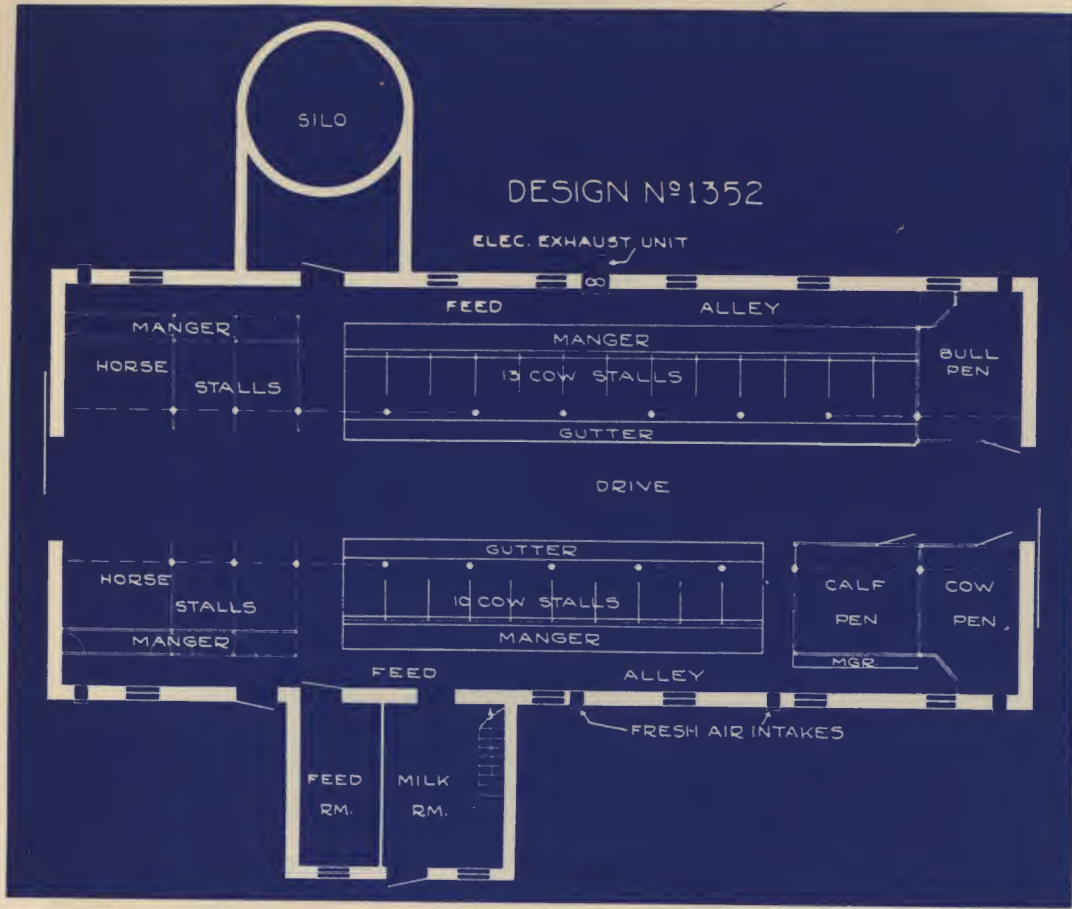 SILO
DESIGN Nº 1352
ELEC. EXHAUST UNIT
FEED ALLEY
MANGER
MANGER
HORSE
STALLS
13 COW STALLS
BULL
PEN
GUTTER
DRIVE
GUTTER
HORSE
STALLS
10 COW STALLS
CALF
PEN
COW
PEN
MANGER
MANGER
MGR.
FEED ALLEY
FRESH AIR INTAKES
FEED
RM.
MILK
RM.